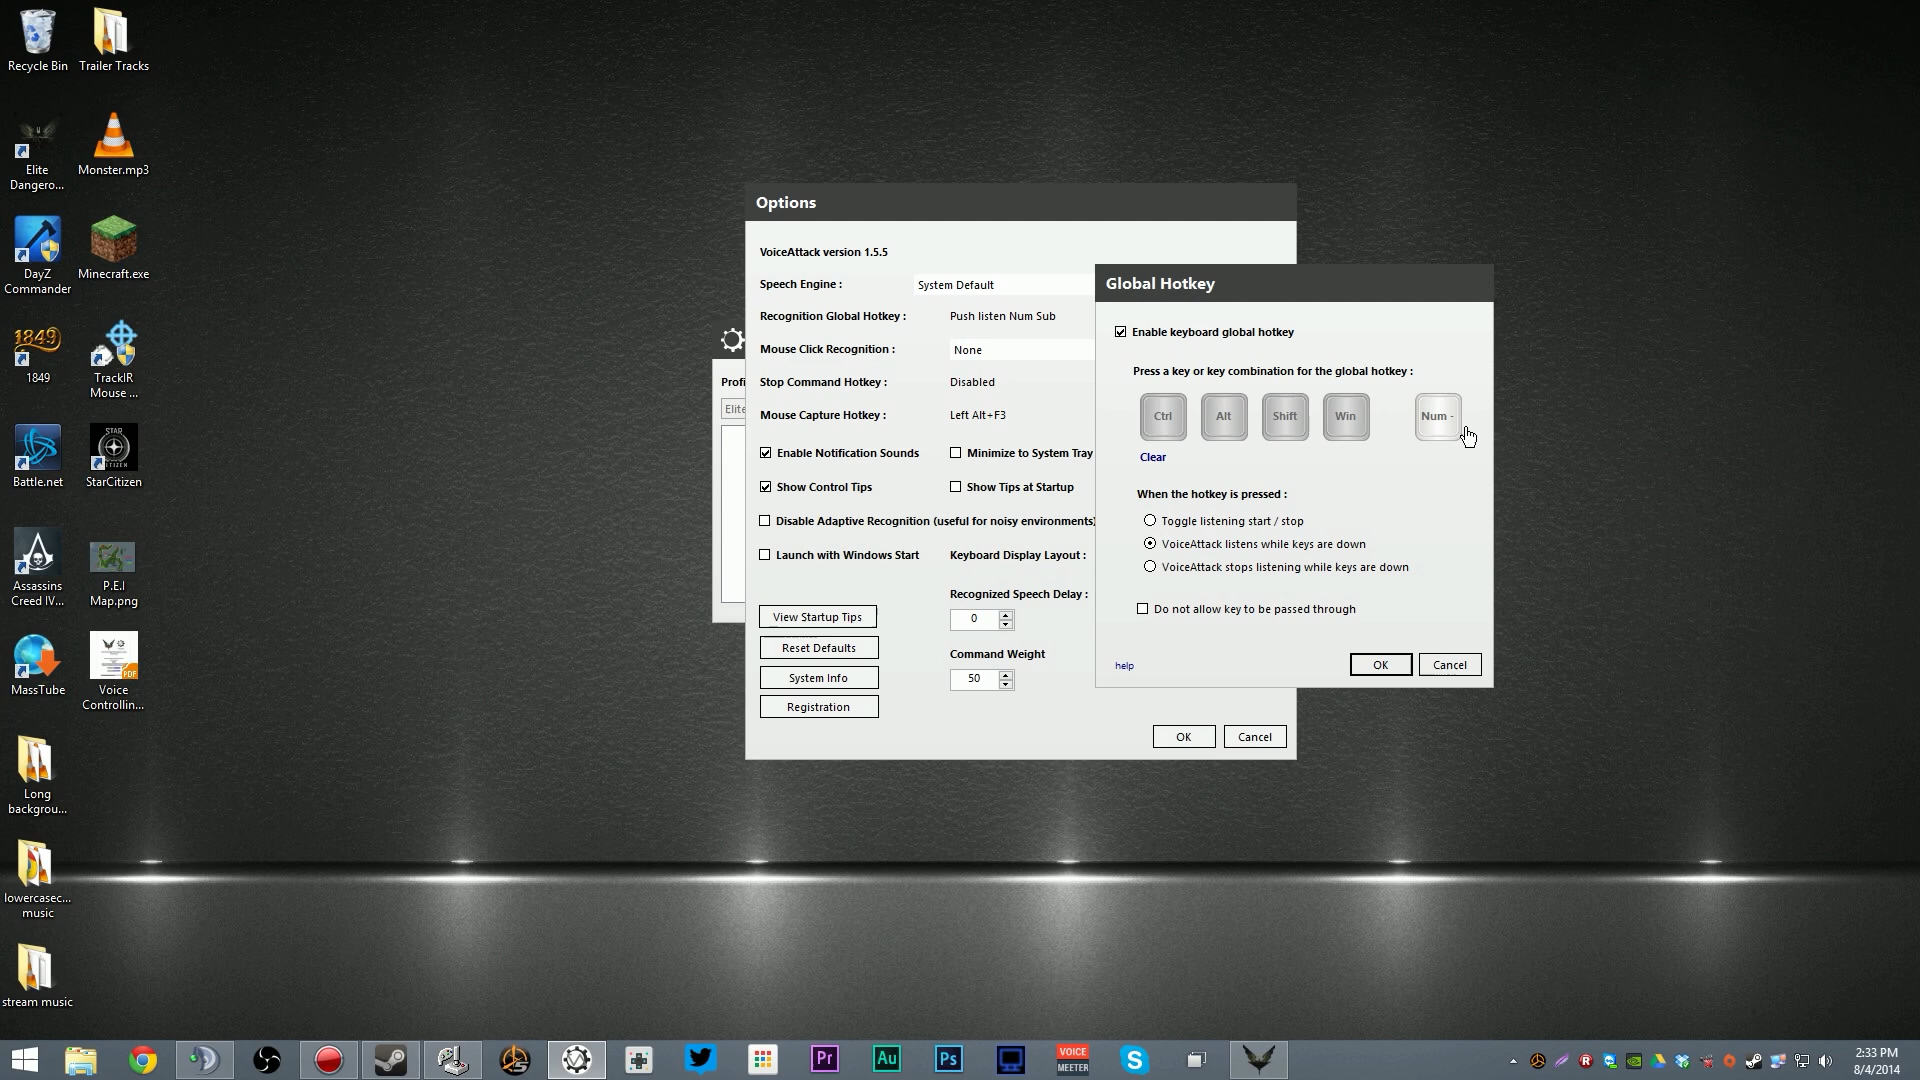 Recycle Bin
Trailer Tracks
Elite
Dangero...
Monster.mp3
DayZ
Commander
Minecraft.exe
1849
1849
TrackIR
Mouse ...
Battle.net
STAR
CITIZEN
StarCitizen
Assassins
Creed IV...
P.E.I
Map.png
MassTube
PDF
Voice
Controllin...
Long
backgrou...
lowercasec...
music
stream music
Profi
Elite
Options
VoiceAttack version 1.5.5
Speech Engine :
System Default
Recognition Global Hotkey :
Push listen Num Sub
Mouse Click Recognition :
None
Stop Command Hotkey :
Disabled
Mouse Capture Hotkey :
Left Alt+F3
Enable Notification Sounds
Minimize to System Tray
Show Control Tips
Show Tips at Startup
Disable Adaptive Recognition (useful for noisy environments)
Launch with Windows Start
Keyboard Display Layout :
Recognized Speech Delay :
0
Command Weight
50
View Startup Tips
Reset Defaults
System Info
Registration
OK
Cancel
Global Hotkey
Enable keyboard global hotkey
Press a key or key combination for the global hotkey :
Ctrl
Alt
Shift
Win
Num -
Clear
When the hotkey is pressed :
Toggle listening start / stop
VoiceAttack listens while keys are down
VoiceAttack stops listening while keys are down
Do not allow key to be passed through
help
OK
Cancel
Pr
Au
Ps
VOICE
MEETER
2:33 PM
8/4/2014